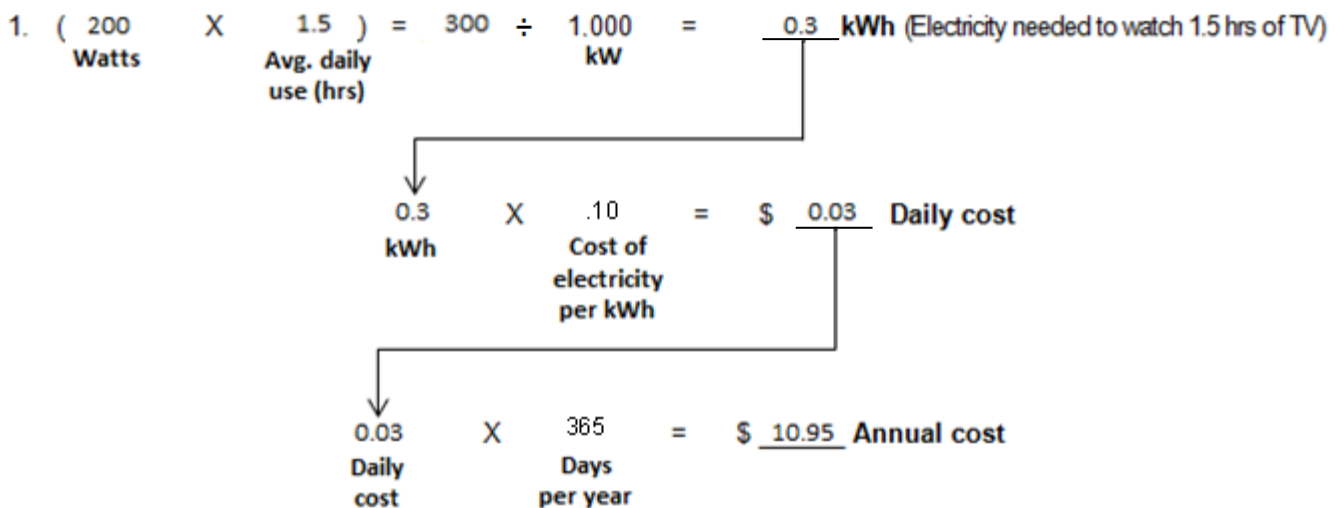 1. ( 200 X 1.5 ) = 300 ÷ 1.000 = 0.3 kWh (Electricity needed to watch 1.5 hrs of TV)
Watts Avg. daily kW
use (hrs)
0.3 X .10 = $ 0.03 Daily cost
kWh Cost of
electricity
per kWh
0.03 X 365 = $ 10.95 Annual cost
Daily Days
cost per year